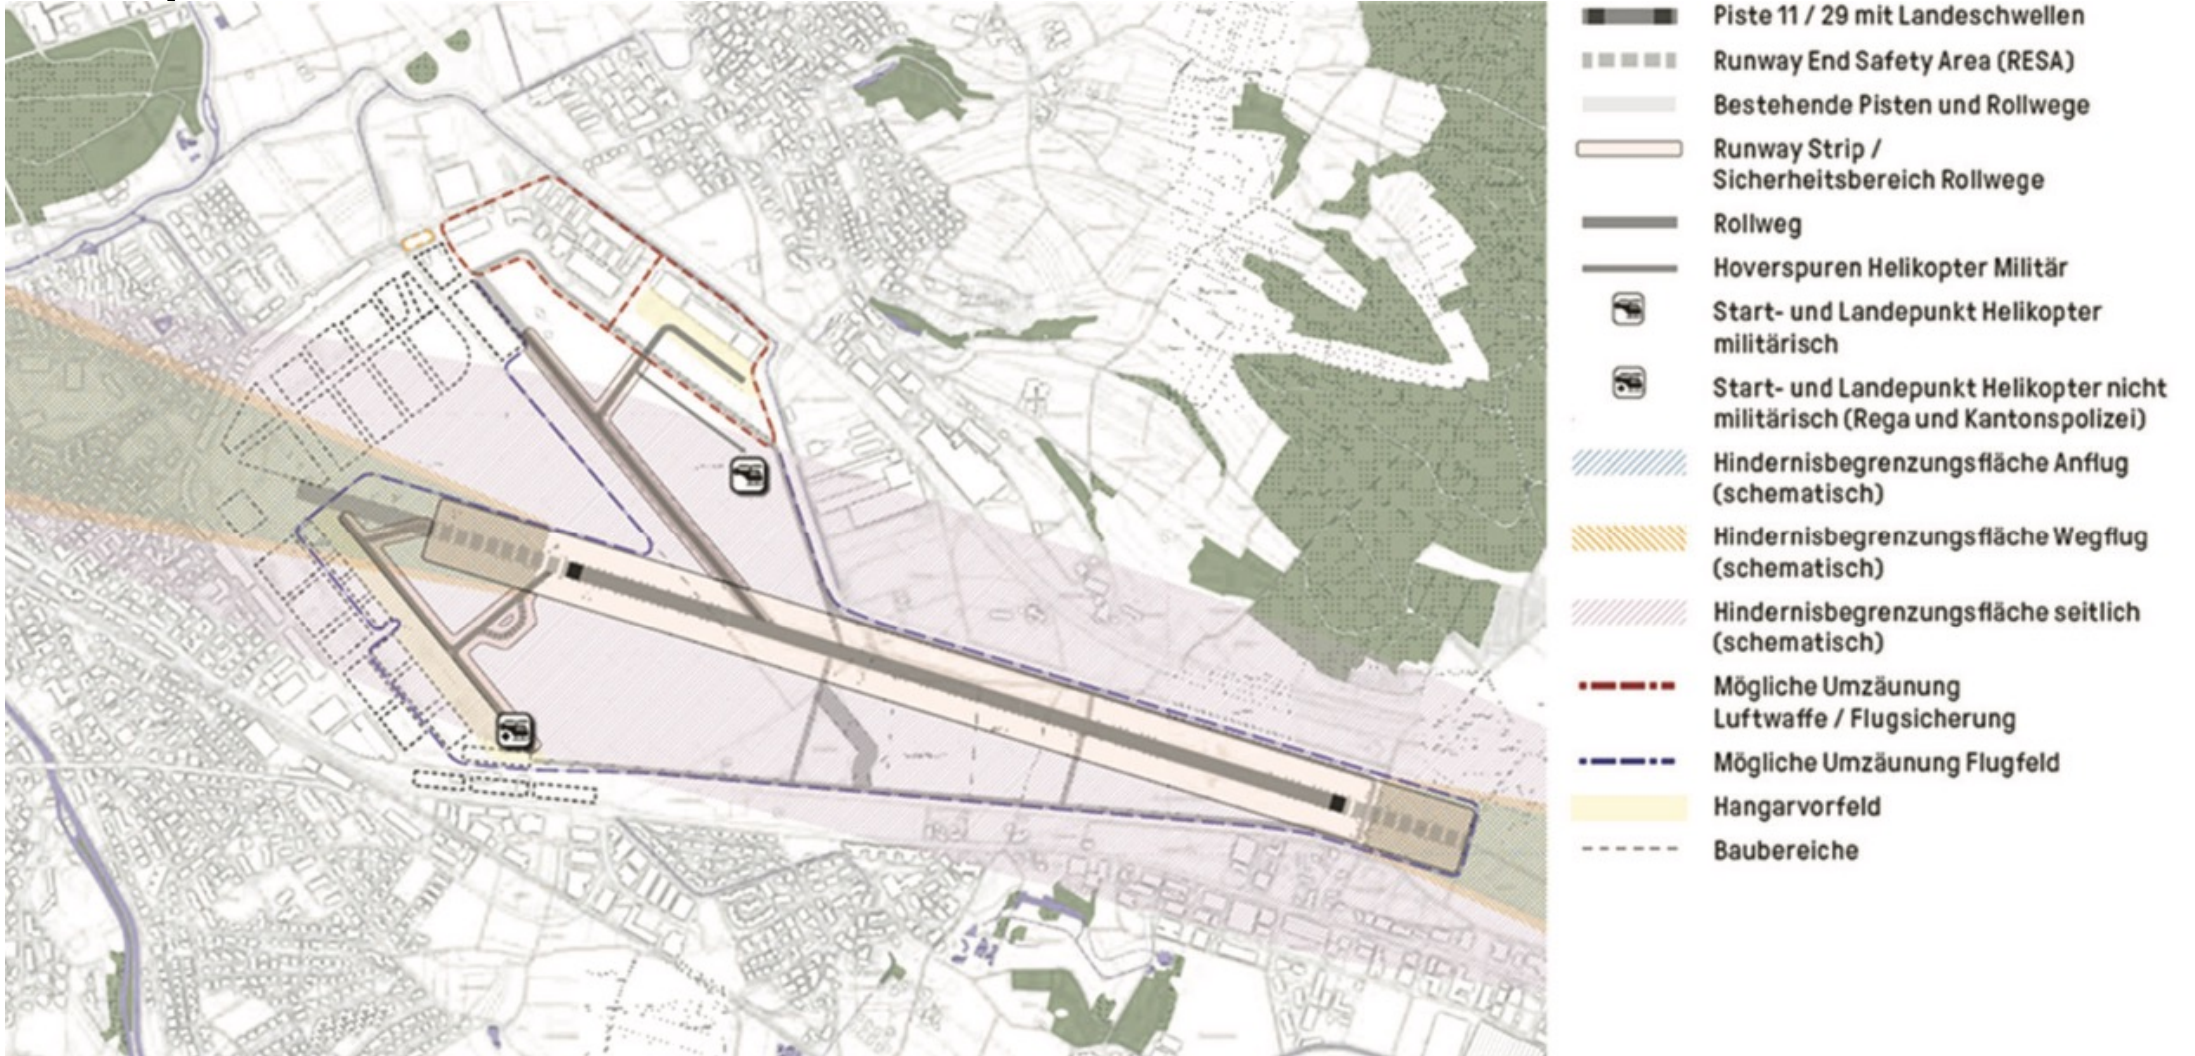 Piste 11 / 29 mit Landeschwellen
Runway End Safety Area (RESA)
Bestehende Pisten und Rollwege
Runway Strip /
Sicherheitsbereich Rollwege
Rollweg
Hoverspuren Helikopter Militär
Start- und Landepunkt Helikopter
militärisch
Start- und Landepunkt Helikopter nicht
militärisch (Rega und Kantonspolizei)
Hindernisbegrenzungsfläche Anflug
(schematisch)
Hindernisbegrenzungsfläche Wegflug
(schematisch)
Hindernisbegrenzungsfläche seitlich
(schematisch)
Mögliche Umzäunung
Luftwaffe / Flugsicherung
Mögliche Umzäunung Flugfeld
Hangarvorfeld
Baubereiche